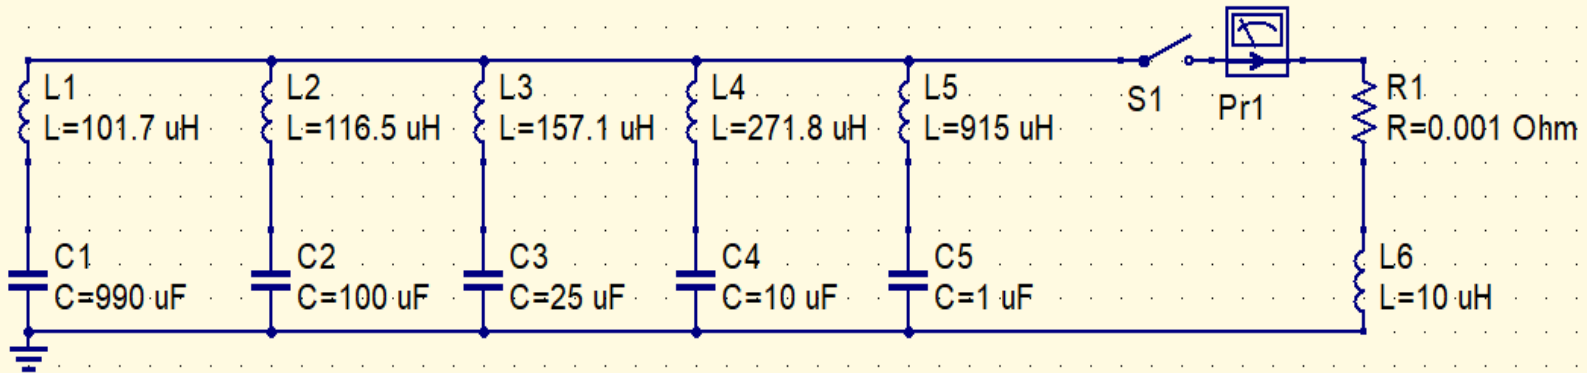 L1
L=101.7 uH
L2
L=116.5 uH
L3
L=157.1 uH
L4
L=271.8 uH
L5
L=915 uH
S1
Pr1
R1
R=0.001 Ohm
C1
C=990 uF
C2
C=100 uF
C3
C=25 uF
C4
C=10 uF
C5
C=1 uF
L6
L=10 uH